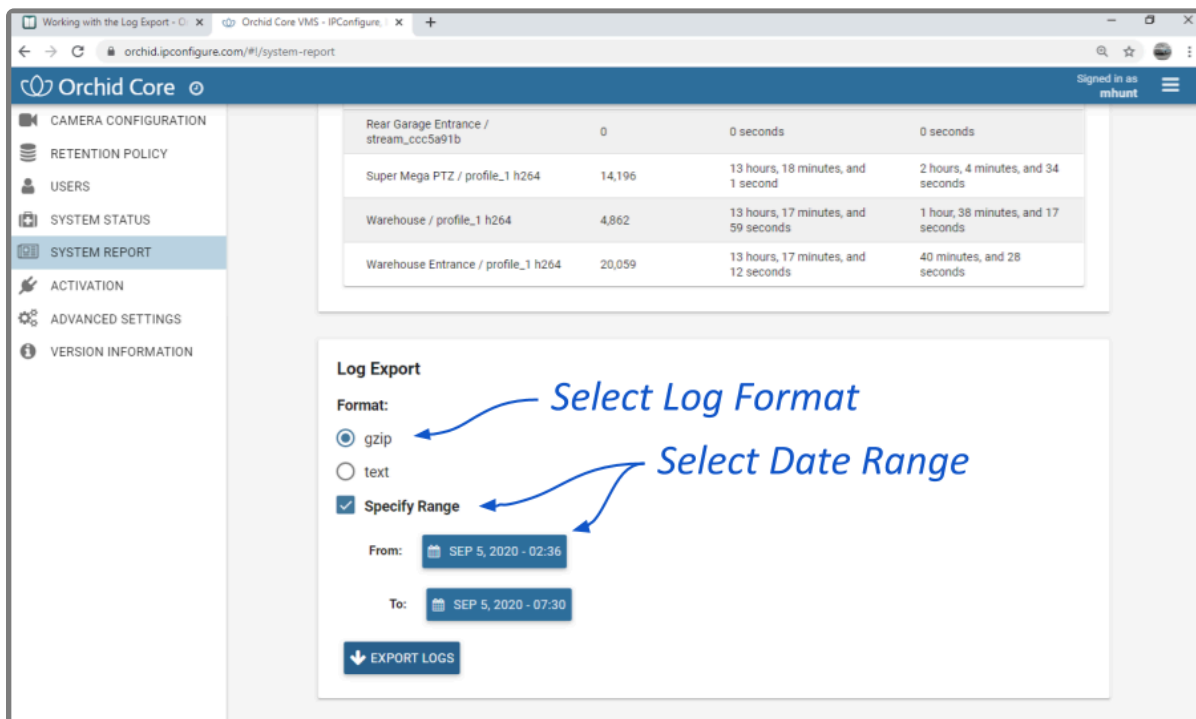 Working with the Log Export - O
Orchid Core VMS - IPConfigure, I
orchid.ipconfigure.com/#!/system-report
Orchid Core
Signed in as
mhunt
CAMERA CONFIGURATION
RETENTION POLICY
USERS
SYSTEM STATUS
SYSTEM REPORT
ACTIVATION
ADVANCED SETTINGS
VERSION INFORMATION
Rear Garage Entrance / 0 0 seconds 0 seconds
stream_ccc5a91b
Super Mega PTZ / profile_1 h264 14,196 13 hours, 18 minutes, and 2 hours, 4 minutes, and 34
1 second seconds
Warehouse / profile_1 h264 4,862 13 hours, 17 minutes, and 1 hour, 38 minutes, and 17
59 seconds seconds
Warehouse Entrance / profile_1 h264 20,059 13 hours, 17 minutes, and 40 minutes, and 28
12 seconds seconds
Log Export
Select Log Format
Format:
gzip
Select Date Range
text
Specify Range
From: SEP 5, 2020 - 02:36
To: SEP 5, 2020 - 07:30
EXPORT LOGS